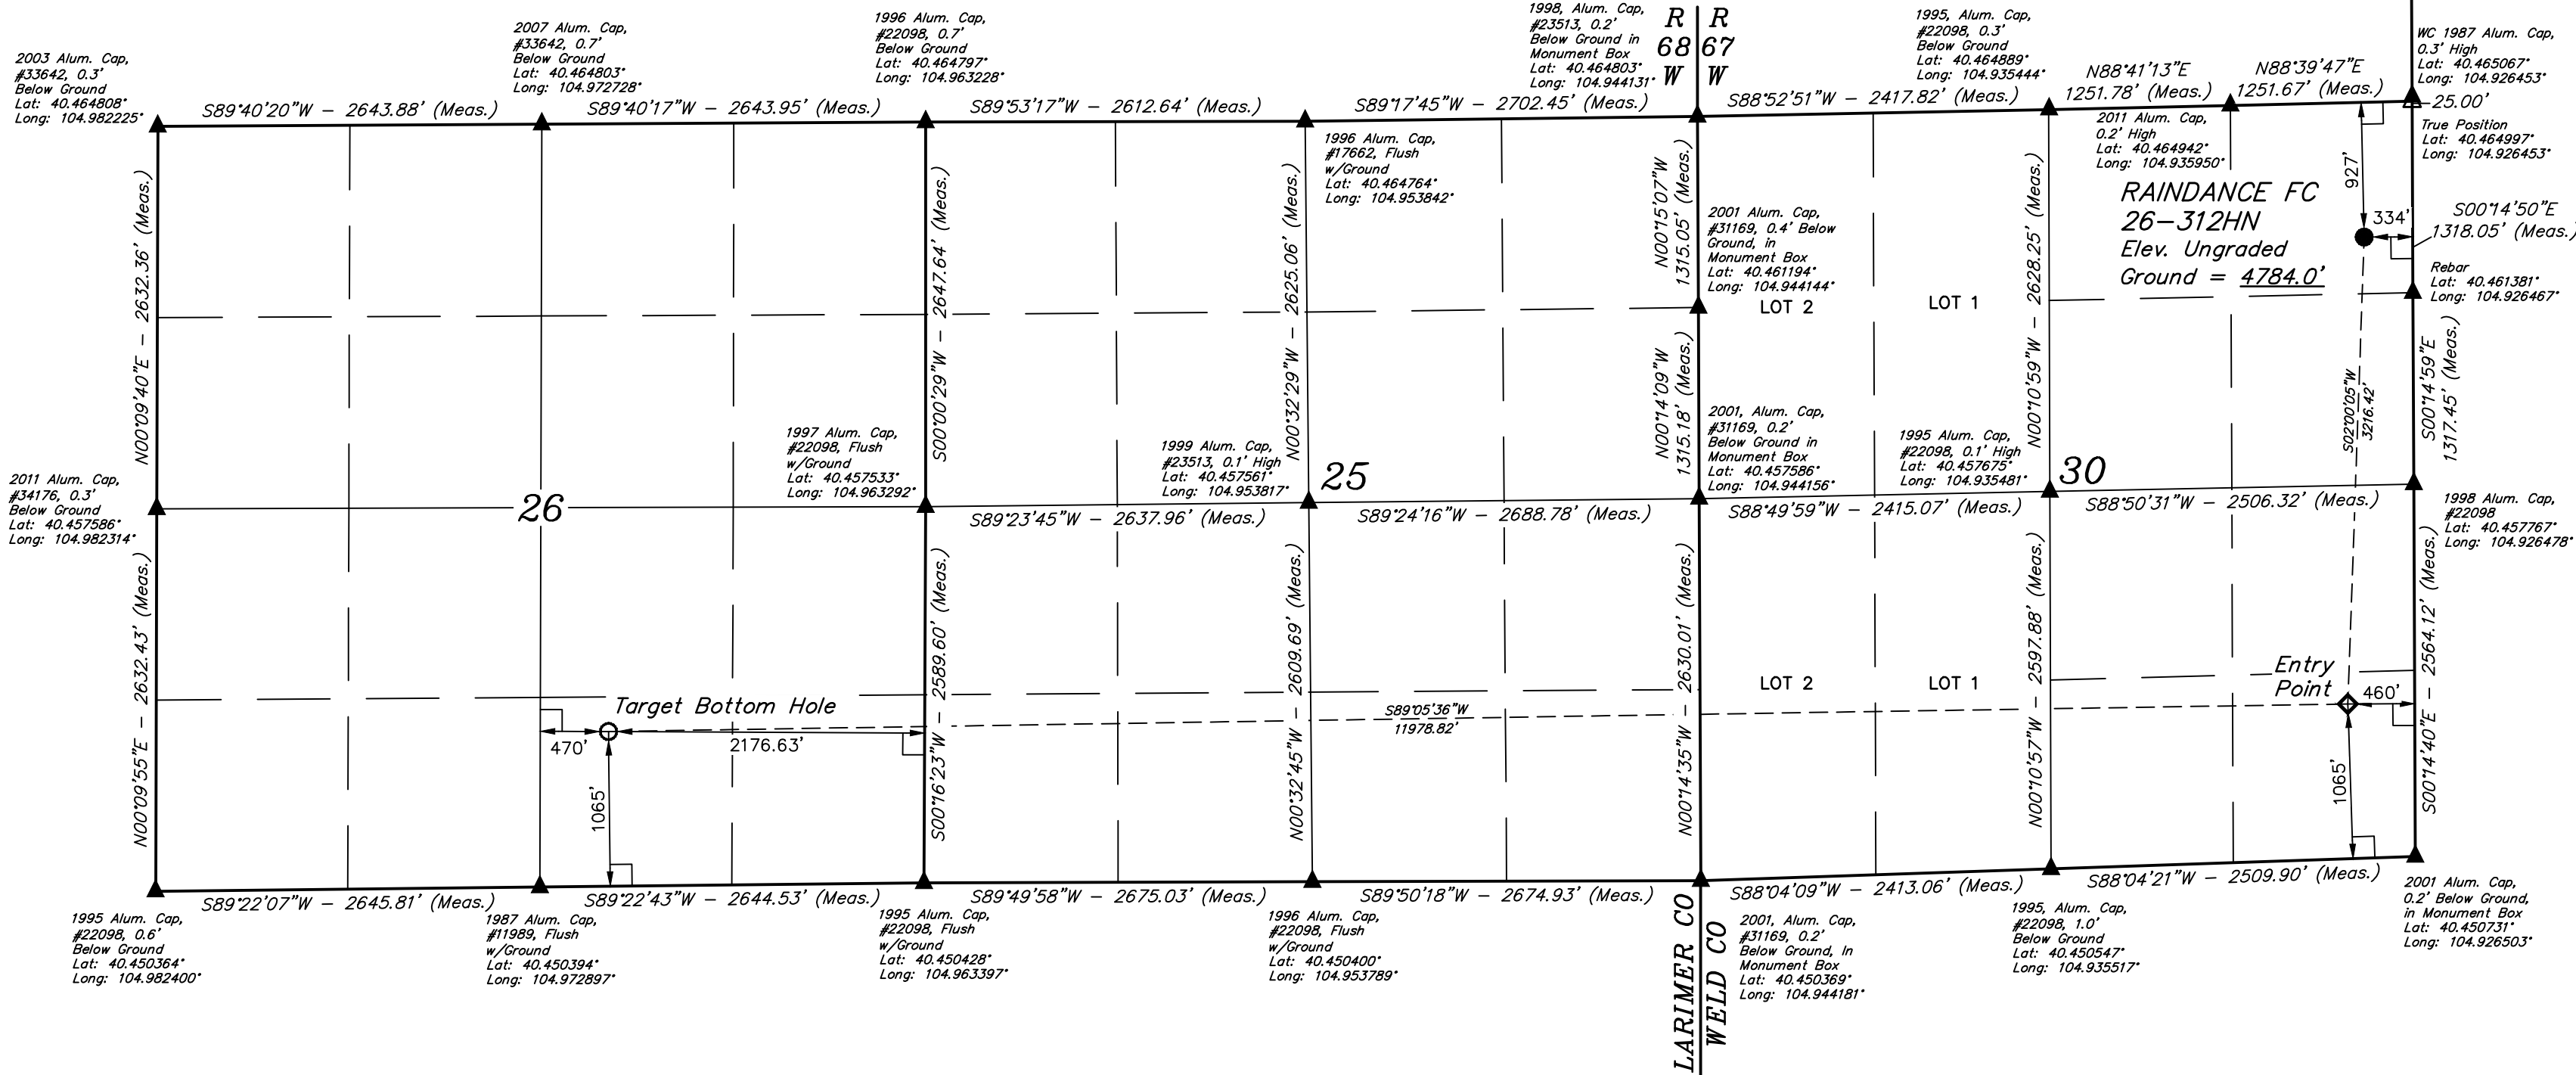 2003 Alum. Cap,
#33642, 0.3'
Below Ground
Lat: 40.464808°
Long: 104.982225°
2007 Alum. Cap,
#33642, 0.7'
Below Ground
Lat: 40.464803°
Long: 104.972728°
1996 Alum. Cap,
#22098, 0.7'
Below Ground
Lat: 40.464797°
Long: 104.963228°
1998, Alum. Cap,
#23513, 0.2'
Below Ground in
Monument Box
Lat: 40.464803°
Long: 104.944131°
R R
68 67
W W
1995, Alum. Cap,
#22098, 0.3'
Below Ground
Lat: 40.464889°
Long: 104.935444°
N88°41'13"E
1251.78' (Meas.)
N88°39'47"E
1251.67' (Meas.)
WC 1987 Alum. Cap,
0.3' High
Lat: 40.465067°
Long: 104.926453°
25.00'
True Position
Lat: 40.464997°
Long: 104.926453°
S89°40'20"W - 2643.88' (Meas.)
S89°40'17"W - 2643.95' (Meas.)
S89°53'17"W - 2612.64' (Meas.)
S89°17'45"W - 2702.45' (Meas.)
S88°52'51"W - 2417.82' (Meas.)
1996 Alum. Cap,
#17662, Flush
w/Ground
Lat: 40.464764°
Long: 104.953842°
2011 Alum. Cap,
0.2' High
Lat: 40.464942°
Long: 104.935950°
N00°09'40"E - 2632.36' (Meas.)
S00°00'29"W - 2647.64' (Meas.)
N00°32'29"W - 2625.06' (Meas.)
N00°15'07"W
1315.05' (Meas.)
2001 Alum. Cap,
#31169, 0.4' Below
Ground, in
Monument Box
Lat: 40.461194°
Long: 104.944144°
N00°10'59"W - 2628.25' (Meas.)
RAINDANCE FC
26-312HN
Elev. Ungraded
Ground = 4784.0'
927'
334'
S00°14'50"E
1318.05' (Meas.)
Rebar
Lat: 40.461381°
Long: 104.926467°
LOT 2
LOT 1
N00°14'09"W
1315.18' (Meas.)
S02°00'05"W
3216.42'
S00°14'59"E
1317.45' (Meas.)
2011 Alum. Cap,
#34176, 0.3'
Below Ground
Lat: 40.457586°
Long: 104.982314°
26
1997 Alum. Cap,
#22098, Flush
w/Ground
Lat: 40.457533°
Long: 104.963292°
1999 Alum. Cap,
#23513, 0.1' High
Lat: 40.457561°
Long: 104.953817°
25
2001, Alum. Cap,
#31169, 0.2'
Below Ground in
Monument Box
Lat: 40.457586°
Long: 104.944156°
1995 Alum. Cap,
#22098, 0.1' High
Lat: 40.457675°
Long: 104.935481°
30
1998 Alum. Cap,
#22098
Lat: 40.457767°
Long: 104.926478°
S89°23'45"W - 2637.96' (Meas.)
S89°24'16"W - 2688.78' (Meas.)
S88°49'59"W - 2415.07' (Meas.)
S88°50'31"W - 2506.32' (Meas.)
N00°09'55"E - 2632.43' (Meas.)
S00°16'23"W - 2589.60' (Meas.)
N00°32'45"W - 2609.69' (Meas.)
N00°14'35"W - 2630.01' (Meas.)
N00°10'57"W - 2597.88' (Meas.)
S00°14'40"E - 2564.12' (Meas.)
LOT 2
LOT 1
Entry
Point
460'
1065'
Target Bottom Hole
470'
2176.63'
1065'
S89°05'36"W
11978.82'
S89°22'07"W - 2645.81' (Meas.)
S89°22'43"W - 2644.53' (Meas.)
S89°49'58"W - 2675.03' (Meas.)
S89°50'18"W - 2674.93' (Meas.)
S88°04'09"W - 2413.06' (Meas.)
S88°04'21"W - 2509.90' (Meas.)
1995 Alum. Cap,
#22098, 0.6'
Below Ground
Lat: 40.450364°
Long: 104.982400°
1987 Alum. Cap,
#11989, Flush
w/Ground
Lat: 40.450394°
Long: 104.972897°
1995 Alum. Cap,
#22098, Flush
w/Ground
Lat: 40.450428°
Long: 104.963397°
1996 Alum. Cap,
#22098, Flush
w/Ground
Lat: 40.450400°
Long: 104.953789°
LARIMER CO
WELD CO
2001, Alum. Cap,
#31169, 0.2'
Below Ground, In
Monument Box
Lat: 40.450369°
Long: 104.944181°
1995, Alum. Cap,
#22098, 1.0'
Below Ground
Lat: 40.450547°
Long: 104.935517°
2001 Alum. Cap,
0.2' Below Ground,
in Monument Box
Lat: 40.450731°
Long: 104.926503°